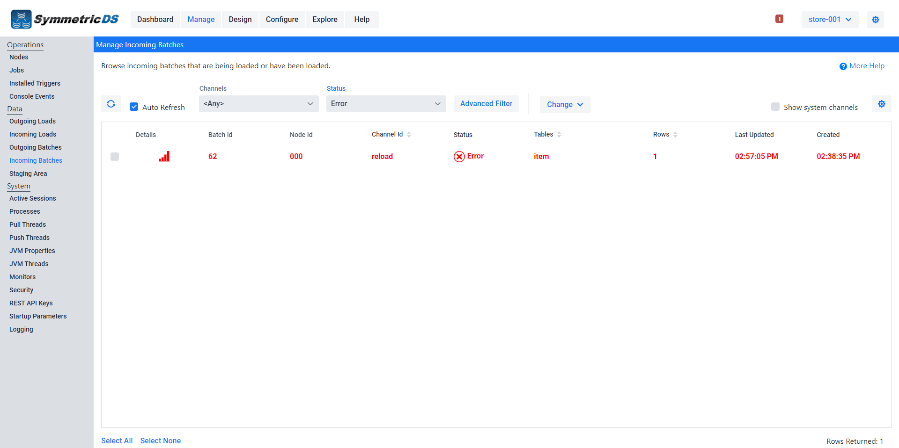 SymmetricDS Dashboard Manage Design Configure Explore Help 1 store-001
Operations
Nodes
Jobs
Installed Triggers
Console Events
Data
Outgoing Loads
Incoming Loads
Outgoing Batches
Incoming Batches
Staging Area
System
Active Sessions
Processes
Pull Threads
Push Threads
JVM Properties
JVM Threads
Monitors
Security
REST API Keys
Startup Parameters
Logging
Manage Incoming Batches
Browse incoming batches that are being loaded or have been loaded. ? More Help
Channels Status
Auto Refresh <Any> Error Advanced Filter Change Show system channels
Details Batch Id Node Id Channel Id Status Tables Rows Last Updated Created
62 000 reload Error item 1 02:57:05 PM 02:38:35 PM
Select All Select None Rows Returned: 1